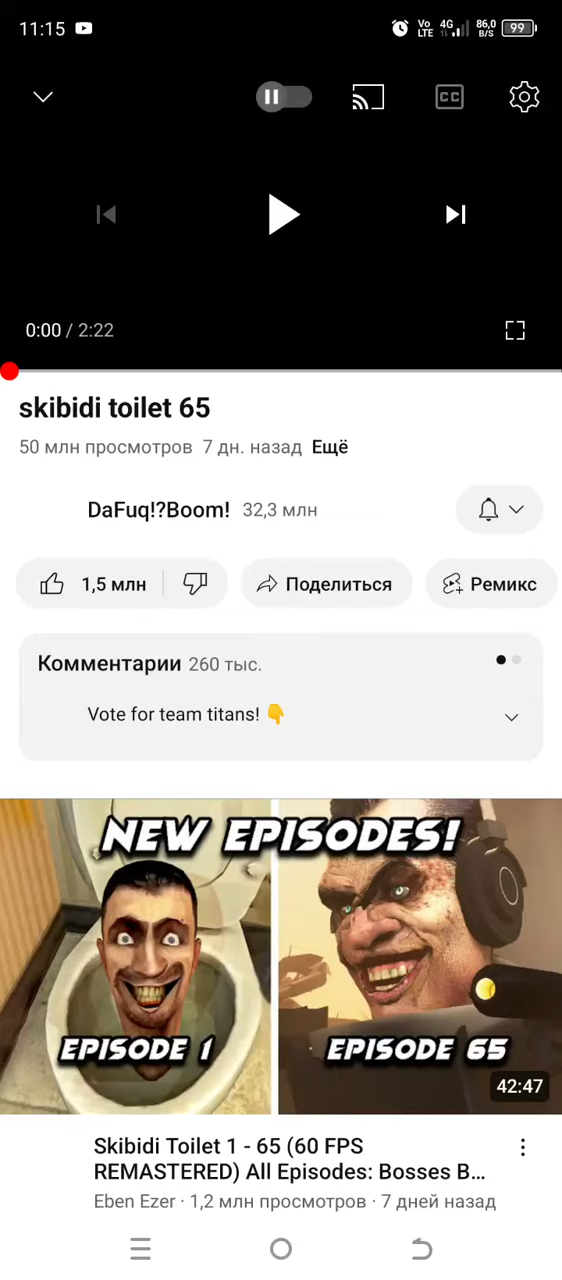 11:15
Vo LTE 4G 86,0 B/S 99
CC
0:00 / 2:22
skibidi toilet 65
50 млн просмотров 7 дн. назад Ещё
DaFuq!?Boom! 32,3 млн
1,5 млн Поделиться Ремикс
Комментарии 260 тыс.
Vote for team titans! 👇
NEW EPISODES!
EPISODE 1 EPISODE 65
42:47
Skibidi Toilet 1 - 65 (60 FPS
REMASTERED) All Episodes: Bosses B...
Eben Ezer · 1,2 млн просмотров · 7 дней назад